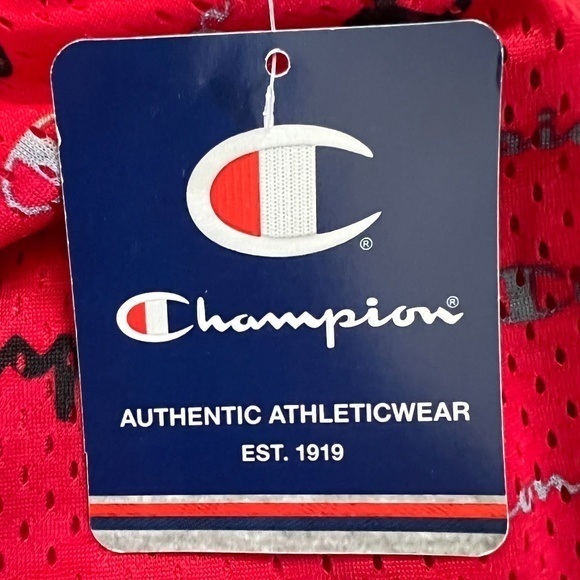 ®
Champion®
AUTHENTIC ATHLETICWEAR
EST. 1919